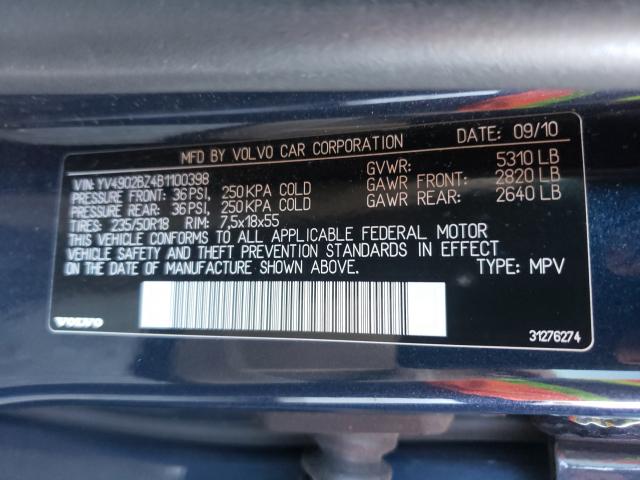 MFD BY VOLVO CAR CORPORATION DATE: 09/10
VIN: YV4902BZ4B1100398 GVWR: 5310 LB
PRESSURE FRONT: 36 PSI, 250 KPA COLD GAWR FRONT: 2820 LB
PRESSURE REAR: 36 PSI, 250 KPA COLD GAWR REAR: 2640 LB
TIRES: 235/50R18 RIM: 7,5x18x55
THIS VEHICLE CONFORMS TO ALL APPLICABLE FEDERAL MOTOR
VEHICLE SAFETY AND THEFT PREVENTION STANDARDS IN EFFECT
ON THE DATE OF MANUFACTURE SHOWN ABOVE. TYPE: MPV
VOLVO 31276274